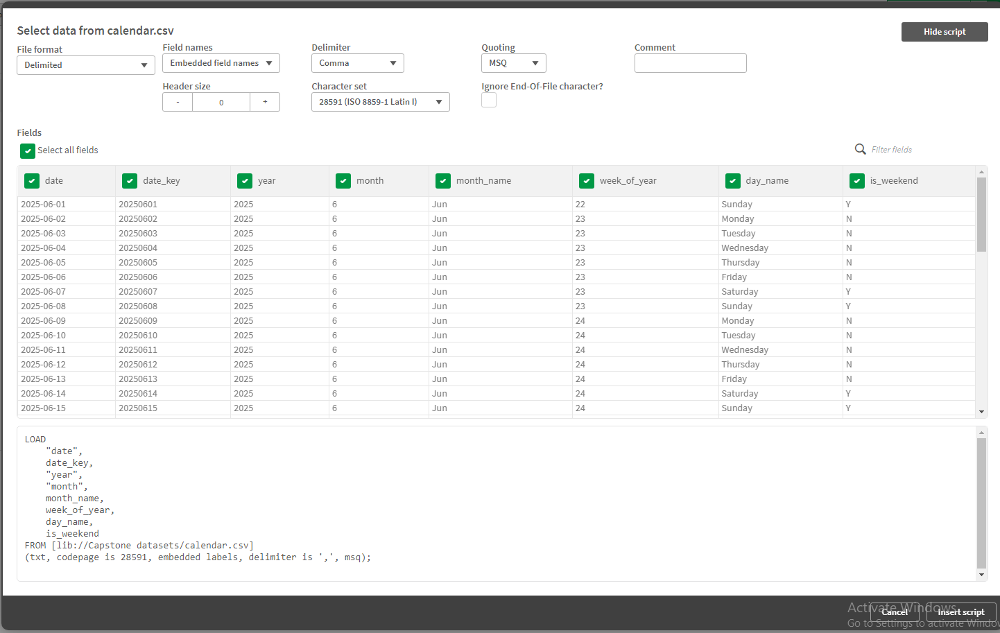 Select data from calendar.csv
Hide script
File format
Field names
Delimiter
Quoting
Comment
Delimited
Embedded field names
Comma
MSQ
Header size
Character set
Ignore End-Of-File character?
- 0 +
28591 (ISO 8859-1 Latin I)
Fields
Select all fields
Filter fields
date date_key year month month_name week_of_year day_name is_weekend
2025-06-01 20250601 2025 6 Jun 22 Sunday Y
2025-06-02 20250602 2025 6 Jun 23 Monday N
2025-06-03 20250603 2025 6 Jun 23 Tuesday N
2025-06-04 20250604 2025 6 Jun 23 Wednesday N
2025-06-05 20250605 2025 6 Jun 23 Thursday N
2025-06-06 20250606 2025 6 Jun 23 Friday N
2025-06-07 20250607 2025 6 Jun 23 Saturday Y
2025-06-08 20250608 2025 6 Jun 23 Sunday Y
2025-06-09 20250609 2025 6 Jun 24 Monday N
2025-06-10 20250610 2025 6 Jun 24 Tuesday N
2025-06-11 20250611 2025 6 Jun 24 Wednesday N
2025-06-12 20250612 2025 6 Jun 24 Thursday N
2025-06-13 20250613 2025 6 Jun 24 Friday N
2025-06-14 20250614 2025 6 Jun 24 Saturday Y
2025-06-15 20250615 2025 6 Jun 24 Sunday Y
LOAD
"date",
date_key,
"year",
"month",
month_name,
week_of_year,
day_name,
is_weekend
FROM [lib://Capstone datasets/calendar.csv]
(txt, codepage is 28591, embedded labels, delimiter is ',', msq);
Activate Windows
Cancel
Insert script
Go to Settings to activate Windo